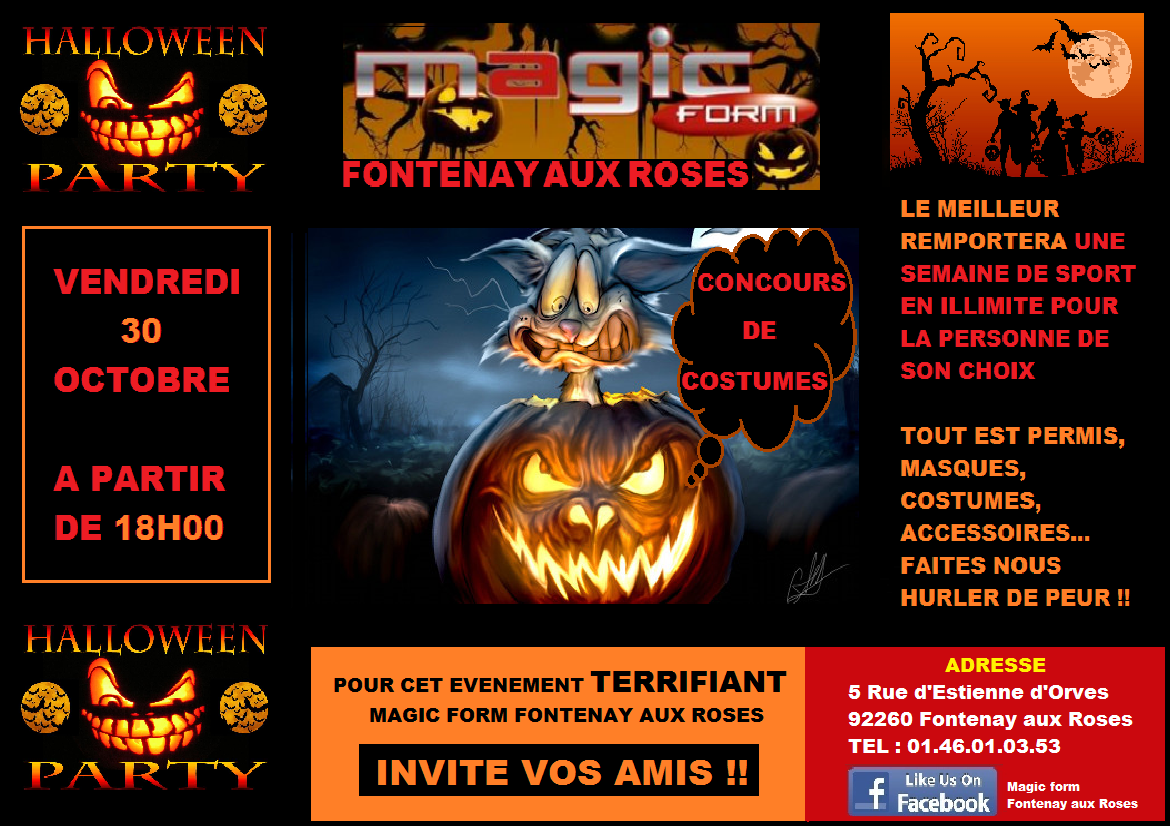 HALLOWEEN
PARTY
magic
FORM
FONTENAY AUX ROSES
VENDREDI
30
OCTOBRE
A PARTIR
DE 18H00
CONCOURS
DE
COSTUMES
LE MEILLEUR
REMPORTERA UNE
SEMAINE DE SPORT
EN ILLIMITE POUR
LA PERSONNE DE
SON CHOIX
TOUT EST PERMIS,
MASQUES,
COSTUMES,
ACCESSOIRES...
FAITES NOUS
HURLER DE PEUR !!
HALLOWEEN
PARTY
POUR CET EVENEMENT TERRIFIANT
MAGIC FORM FONTENAY AUX ROSES
INVITE VOS AMIS !!
ADRESSE
5 Rue d'Estienne d'Orves
92260 Fontenay aux Roses
TEL : 01.46.01.03.53
f Like Us On
Facebook
Magic form
Fontenay aux Roses